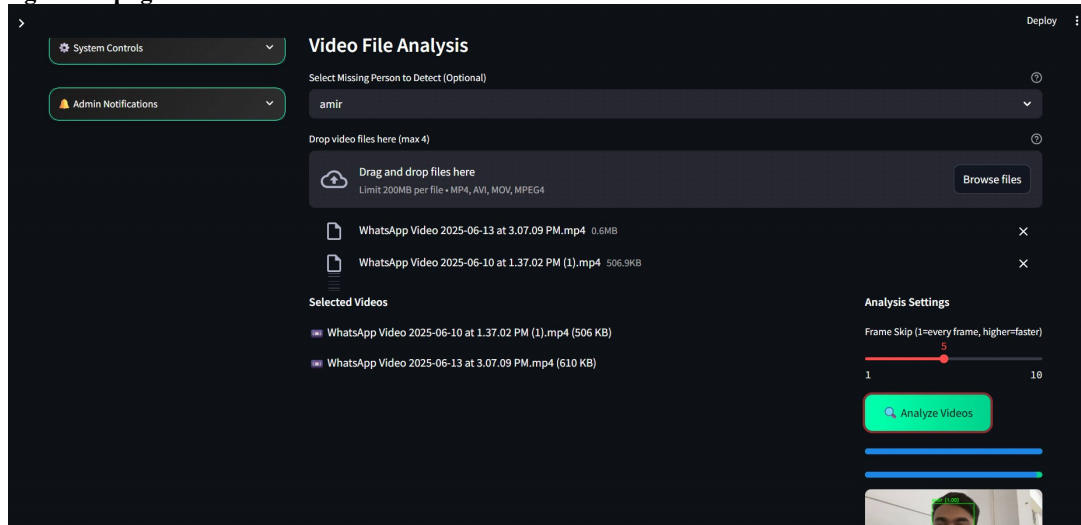 Deploy
System Controls
Admin Notifications
Video File Analysis
Select Missing Person to Detect (Optional)
amir
Drop video files here (max 4)
Drag and drop files here
Limit 200MB per file • MP4, AVI, MOV, MPEG4
Browse files
WhatsApp Video 2025-06-13 at 3.07.09 PM.mp4 0.6MB
WhatsApp Video 2025-06-10 at 1.37.02 PM (1).mp4 506.9KB
Selected Videos
WhatsApp Video 2025-06-10 at 1.37.02 PM (1).mp4 (506 KB)
WhatsApp Video 2025-06-13 at 3.07.09 PM.mp4 (610 KB)
Analysis Settings
Frame Skip (1=every frame, higher=faster)
5
1 10
Analyze Videos
(1.00)